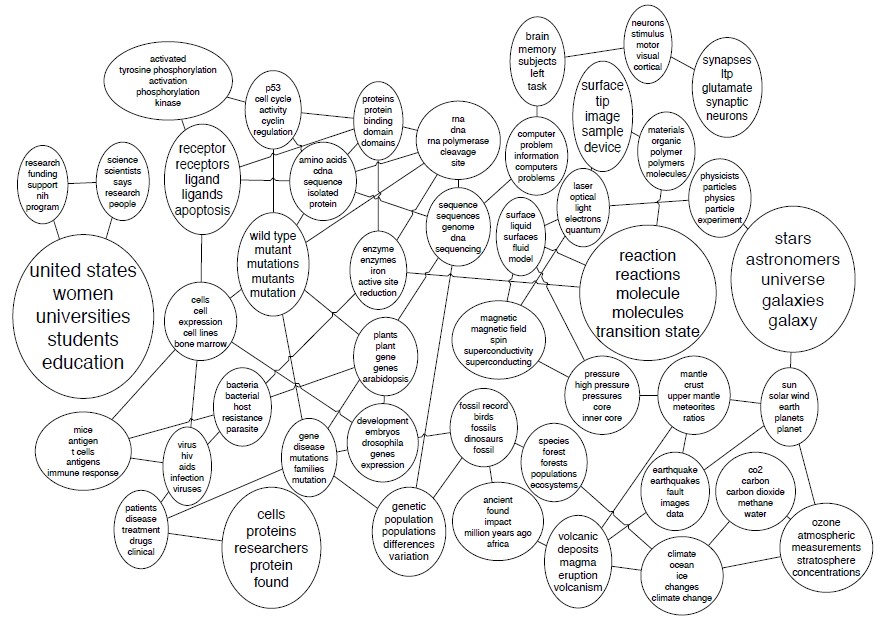 neurons
stimulus
motor
visual
cortical
brain
memory
subjects
left
task
synapses
ltp
glutamate
synaptic
neurons
activated
tyrosine phosphorylation
activation
phosphorylation
kinase
p53
cell cycle
activity
cyclin
regulation
proteins
protein
binding
domain
domains
rna
dna
rna polymerase
cleavage
site
surface
tip
image
sample
device
computer
problem
information
computers
problems
materials
organic
polymer
polymers
molecules
research
funding
support
nih
program
science
scientists
says
research
people
receptor
receptors
ligand
ligands
apoptosis
amino acids
cdna
sequence
isolated
protein
sequence
sequences
genome
dna
sequencing
laser
optical
light
electrons
quantum
physicists
particles
physics
particle
experiment
surface
liquid
surfaces
fluid
model
wild type
mutant
mutations
mutants
mutation
enzyme
enzymes
iron
active site
reduction
reaction
reactions
molecule
molecules
transition state
stars
astronomers
universe
galaxies
galaxy
united states
women
universities
students
education
cells
cell
expression
cell lines
bone marrow
plants
plant
gene
genes
arabidopsis
magnetic
magnetic field
spin
superconductivity
superconducting
pressure
high pressure
pressures
core
inner core
mantle
crust
upper mantle
meteorites
ratios
sun
solar wind
earth
planets
planet
bacteria
bacterial
host
resistance
parasite
mice
antigen
t cells
antigens
immune response
virus
hiv
aids
infection
viruses
gene
disease
mutations
families
mutation
development
embryos
drosophila
genes
expression
fossil record
birds
fossils
dinosaurs
fossil
species
forest
forests
populations
ecosystems
earthquake
earthquakes
fault
images
data
co2
carbon
carbon dioxide
methane
water
patients
disease
treatment
drugs
clinical
cells
proteins
researchers
protein
found
genetic
population
populations
differences
variation
ancient
found
impact
million years ago
africa
volcanic
deposits
magma
eruption
volcanism
climate
ocean
ice
changes
climate change
ozone
atmospheric
measurements
stratosphere
concentrations